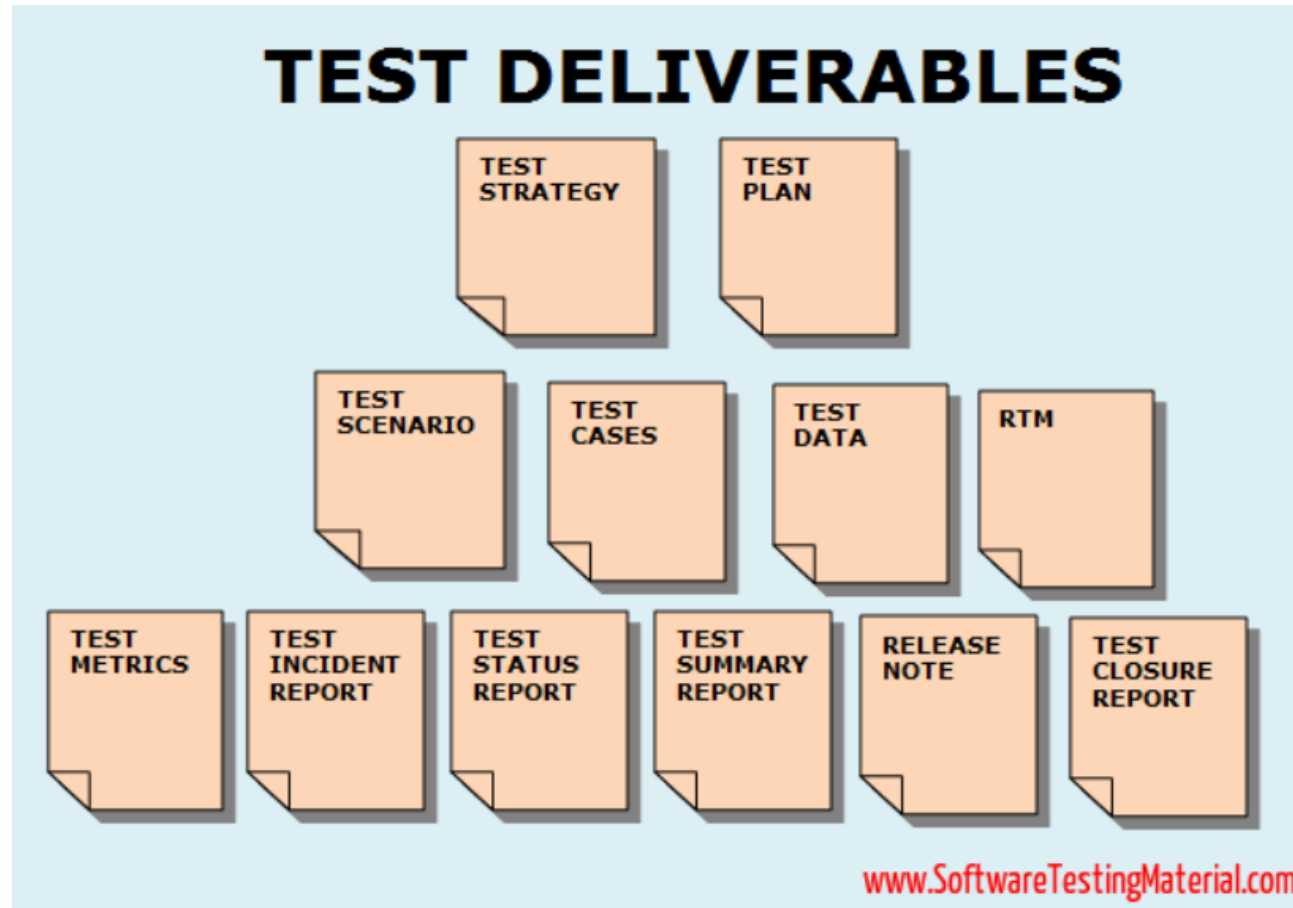 TEST DELIVERABLES
TEST
STRATEGY
TEST
PLAN
TEST
SCENARIO
TEST
CASES
TEST
DATA
RTM
TEST
METRICS
TEST
INCIDENT
REPORT
TEST
STATUS
REPORT
TEST
SUMMARY
REPORT
RELEASE
NOTE
TEST
CLOSURE
REPORT
www.SoftwareTestingMaterial.com